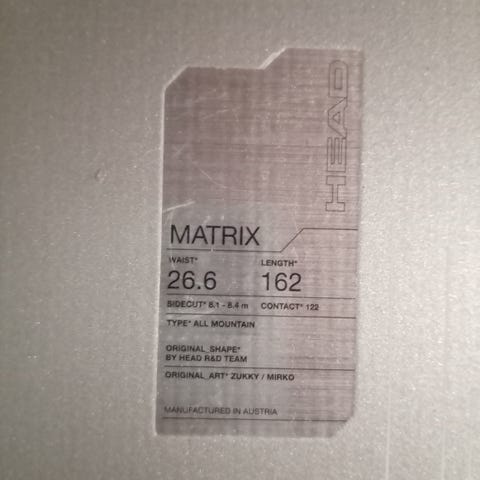 HEAD
MATRIX
WAIST* LENGTH*
26.6 162
SIDECUT* 8.1 - 8.4 m CONTACT* 122
TYPE* ALL MOUNTAIN
ORIGINAL_SHAPE*
BY HEAD R&D TEAM
ORIGINAL_ART* ZUKKY / MIRKO
MANUFACTURED IN AUSTRIA